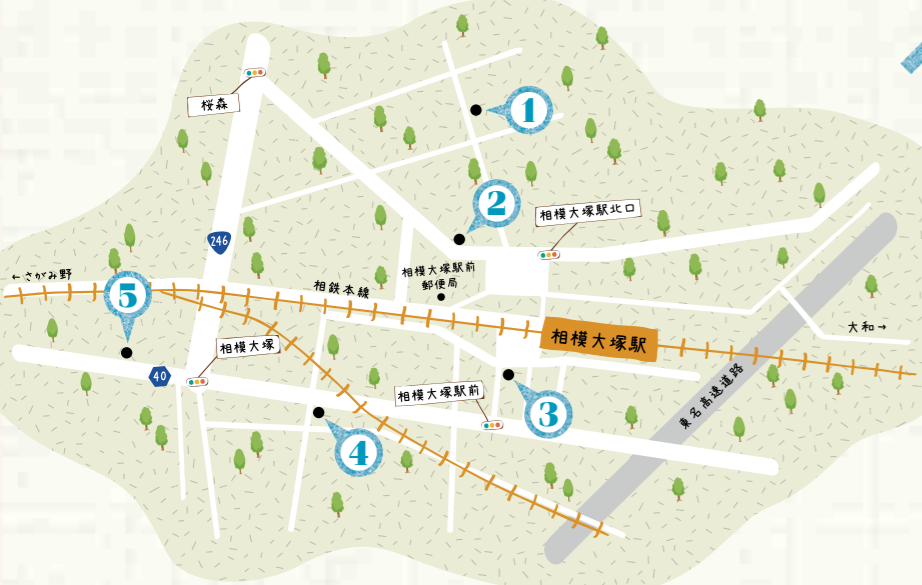 桜森
1
2
相模大塚駅北口
246
←さがみ野
相模大塚駅前
郵便局
相鉄本線
5
相模大塚駅
大和→
相模大塚
40
東名高速道路
相模大塚駅前
3
4